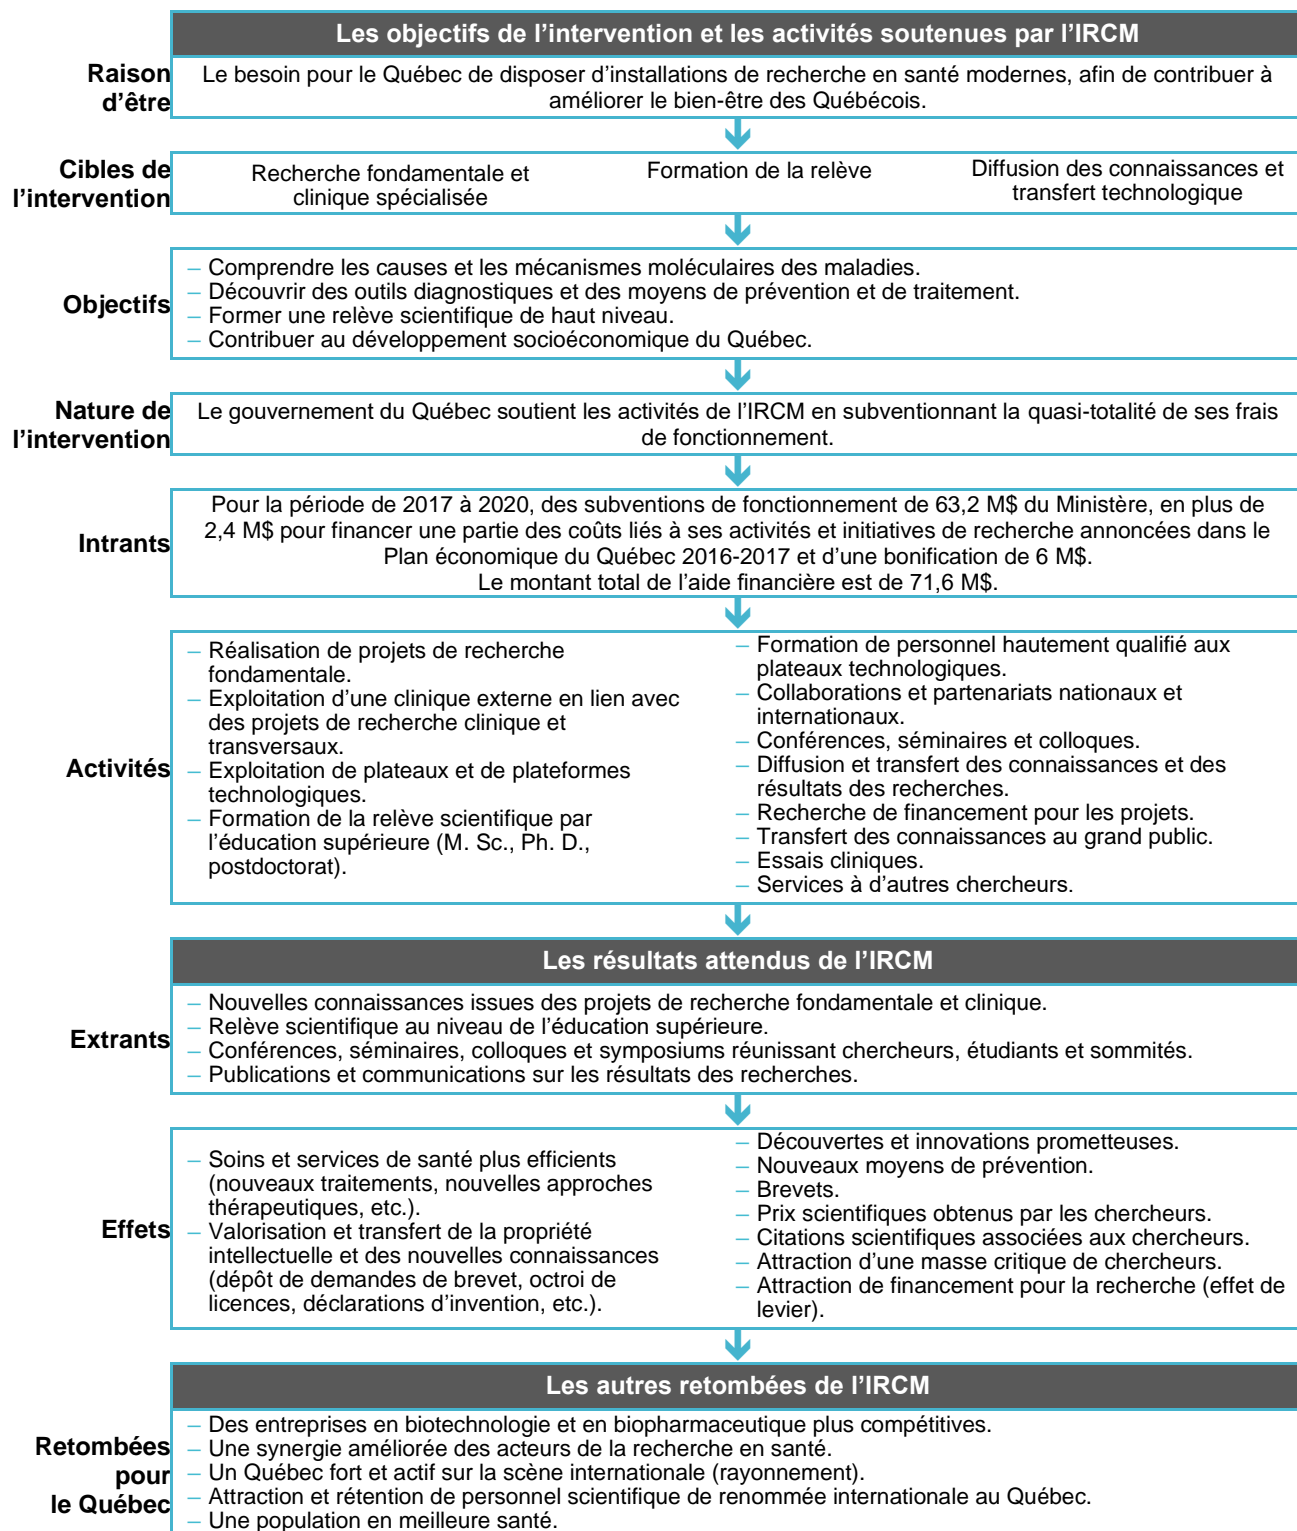 Les objectifs de l'intervention et les activités soutenues par l'IRCM
Raison
d'être
Le besoin pour le Québec de disposer d'installations de recherche en santé modernes, afin de contribuer à
améliorer le bien-être des Québécois.
Cibles de
l'intervention
Recherche fondamentale et
clinique spécialisée
Formation de la relève
Diffusion des connaissances et
transfert technologique
Objectifs
– Comprendre les causes et les mécanismes moléculaires des maladies.
– Découvrir des outils diagnostiques et des moyens de prévention et de traitement.
– Former une relève scientifique de haut niveau.
– Contribuer au développement socioéconomique du Québec.
Nature de
l'intervention
Le gouvernement du Québec soutient les activités de l'IRCM en subventionnant la quasi-totalité de ses frais
de fonctionnement.
Intrants
Pour la période de 2017 à 2020, des subventions de fonctionnement de 63,2 M$ du Ministère, en plus de
2,4 M$ pour financer une partie des coûts liés à ses activités et initiatives de recherche annoncées dans le
Plan économique du Québec 2016-2017 et d'une bonification de 6 M$.
Le montant total de l'aide financière est de 71,6 M$.
Activités
– Réalisation de projets de recherche
fondamentale.
– Exploitation d'une clinique externe en lien avec
des projets de recherche clinique et
transversaux.
– Exploitation de plateaux et de plateformes
technologiques.
– Formation de la relève scientifique par
l'éducation supérieure (M. Sc., Ph. D.,
postdoctorat).
– Formation de personnel hautement qualifié aux
plateaux technologiques.
– Collaborations et partenariats nationaux et
internationaux.
– Conférences, séminaires et colloques.
– Diffusion et transfert des connaissances et des
résultats des recherches.
– Recherche de financement pour les projets.
– Transfert des connaissances au grand public.
– Essais cliniques.
– Services à d'autres chercheurs.
Les résultats attendus de l'IRCM
Extrants
– Nouvelles connaissances issues des projets de recherche fondamentale et clinique.
– Relève scientifique au niveau de l'éducation supérieure.
– Conférences, séminaires, colloques et symposiums réunissant chercheurs, étudiants et sommités.
– Publications et communications sur les résultats des recherches.
Effets
– Soins et services de santé plus efficients
(nouveaux traitements, nouvelles approches
thérapeutiques, etc.).
– Valorisation et transfert de la propriété
intellectuelle et des nouvelles connaissances
(dépôt de demandes de brevet, octroi de
licences, déclarations d'invention, etc.).
– Découvertes et innovations prometteuses.
– Nouveaux moyens de prévention.
– Brevets.
– Prix scientifiques obtenus par les chercheurs.
– Citations scientifiques associées aux chercheurs.
– Attraction d'une masse critique de chercheurs.
– Attraction de financement pour la recherche (effet de
levier).
Les autres retombées de l'IRCM
Retombées
pour
le Québec
– Des entreprises en biotechnologie et en biopharmaceutique plus compétitives.
– Une synergie améliorée des acteurs de la recherche en santé.
– Un Québec fort et actif sur la scène internationale (rayonnement).
– Attraction et rétention de personnel scientifique de renommée internationale au Québec.
– Une population en meilleure santé.